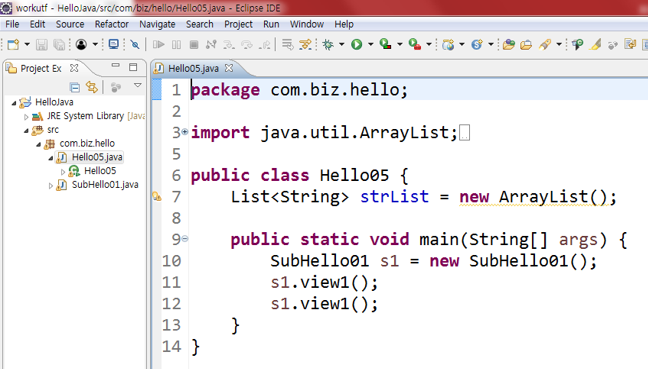 workutf - HelloJava/src/com/biz/hello/Hello05.java - Eclipse IDE
File Edit Source Refactor Navigate Search Project Run Window Help
Project Ex
HelloJava
JRE System Library [Java
src
com.biz.hello
Hello05.java
Hello05
SubHello01.java
Hello05.java
1 package com.biz.hello;
2
3 import java.util.ArrayList;
5
6 public class Hello05 {
7 List<String> strList = new ArrayList();
8
9 public static void main(String[] args) {
10 SubHello01 s1 = new SubHello01();
11 s1.view1();
12 s1.view1();
13 }
14 }